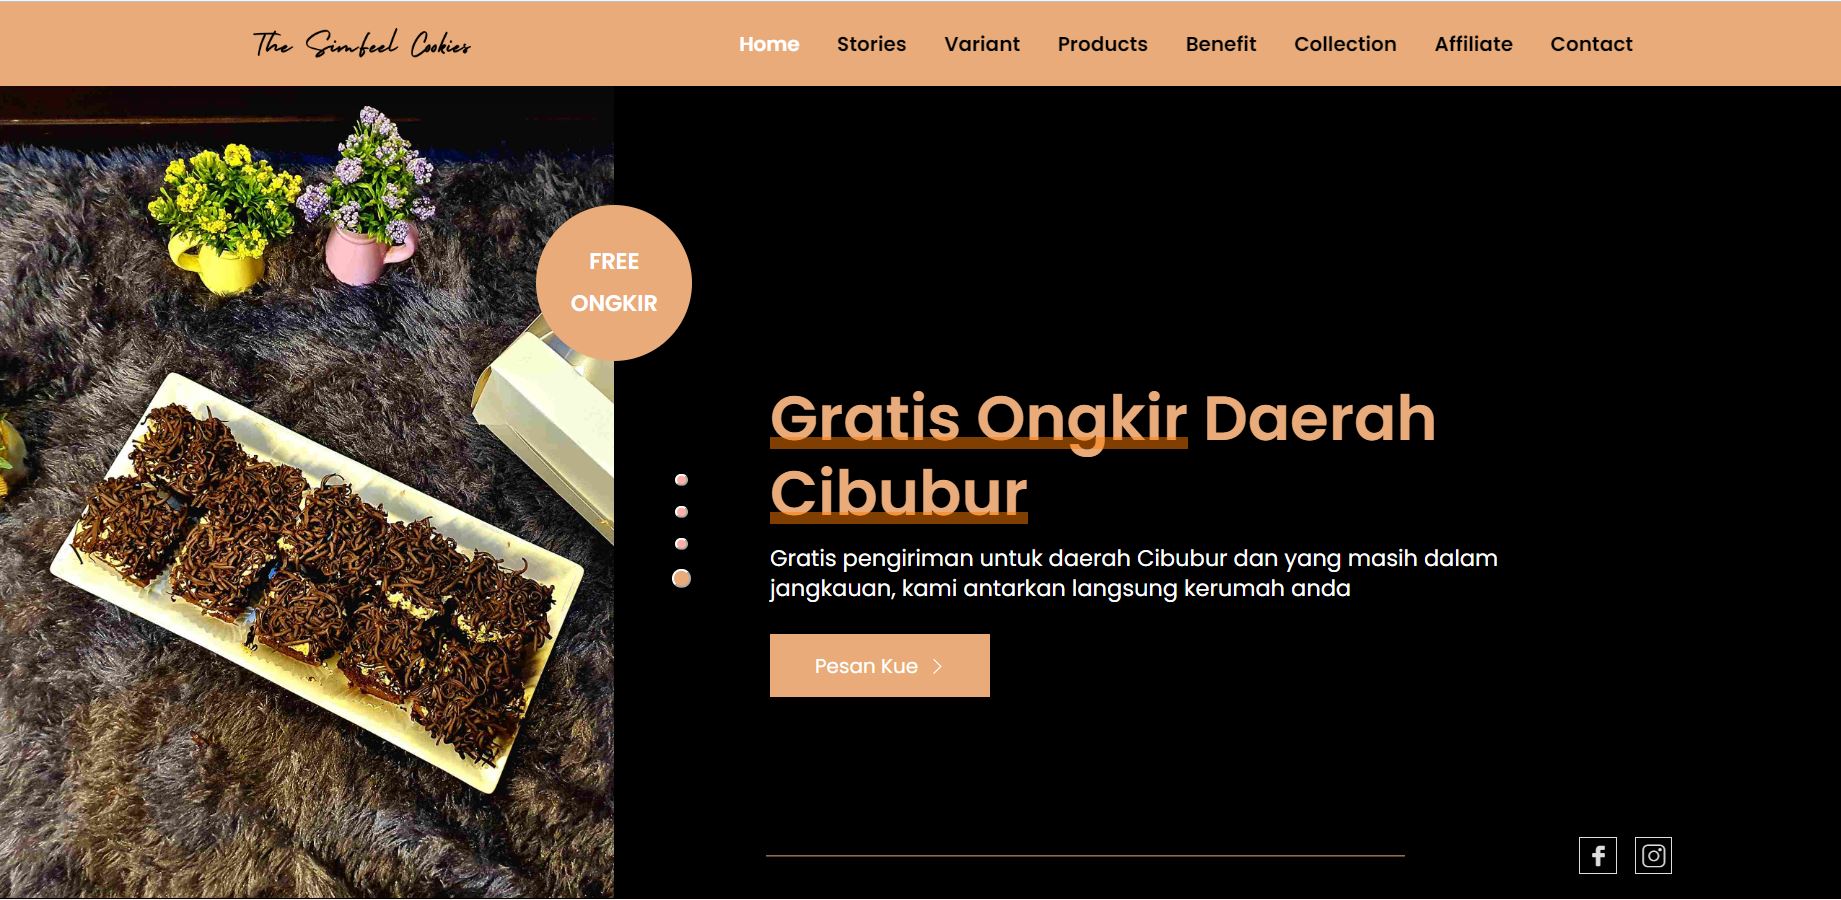 The Simfeel Cookies
Home Stories Variant Products Benefit Collection Affiliate Contact
FREE
ONGKIR
Gratis Ongkir Daerah
Cibubur
Gratis pengiriman untuk daerah Cibubur dan yang masih dalam
jangkauan, kami antarkan langsung kerumah anda
Pesan Kue